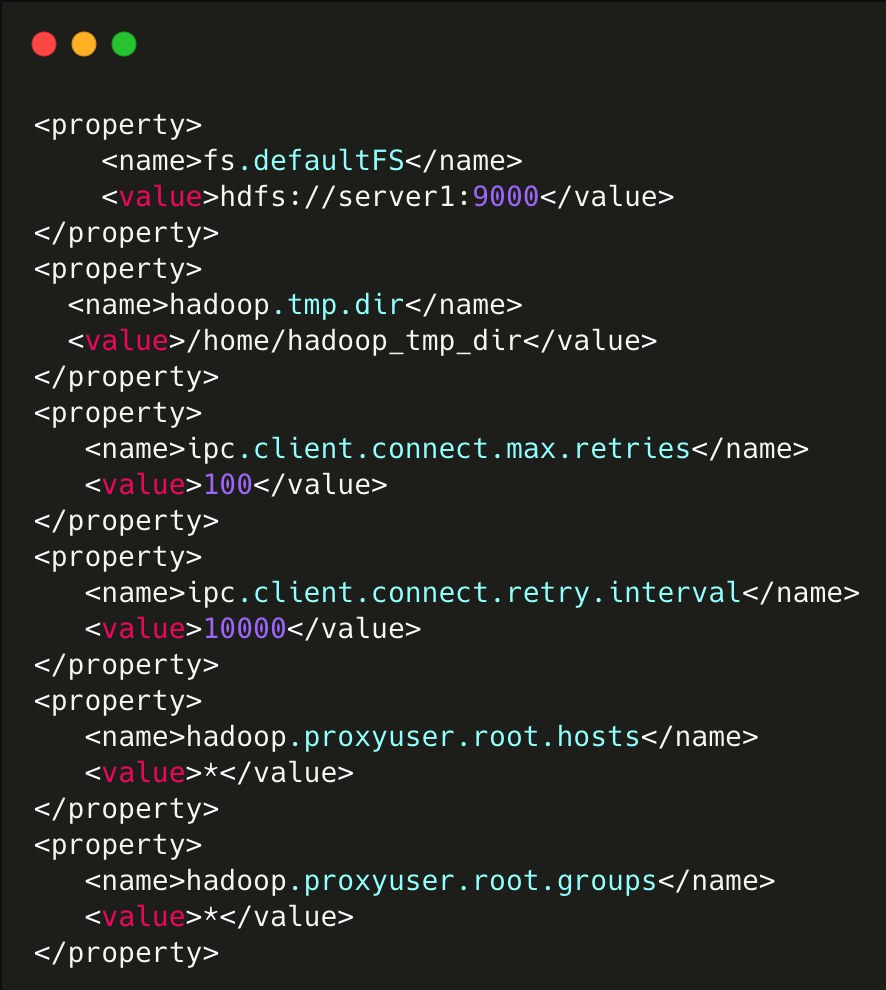 <property>
    <name>fs.defaultFS</name>
    <value>hdfs://server1:9000</value>
</property>
<property>
  <name>hadoop.tmp.dir</name>
  <value>/home/hadoop_tmp_dir</value>
</property>
<property>
   <name>ipc.client.connect.max.retries</name>
   <value>100</value>
</property>
<property>
   <name>ipc.client.connect.retry.interval</name>
   <value>10000</value>
</property>
<property>
   <name>hadoop.proxyuser.root.hosts</name>
   <value>*</value>
</property>
<property>
   <name>hadoop.proxyuser.root.groups</name>
   <value>*</value>
</property>